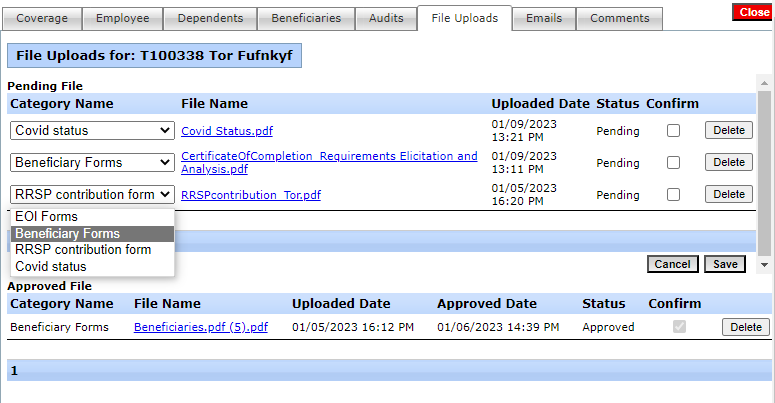 Coverage Employee Dependents Beneficiaries Audits File Uploads Emails Comments Close
File Uploads for: T100338 Tor Fufnkyf
Pending File
Category Name File Name Uploaded Date Status Confirm
Covid status Covid Status.pdf 01/09/2023 13:21 PM Pending Delete
Beneficiary Forms CertificateOfCompletion_Requirements Elicitation and Analysis.pdf 01/09/2023 13:11 PM Pending Delete
RRSP contribution form RRSPcontribution_Tor.pdf 01/05/2023 16:20 PM Pending Delete
EOI Forms
Beneficiary Forms
RRSP contribution form
Covid status
Cancel Save
Approved File
Category Name File Name Uploaded Date Approved Date Status Confirm
Beneficiary Forms Beneficiaries.pdf (5).pdf 01/05/2023 16:12 PM 01/06/2023 14:39 PM Approved Delete
1